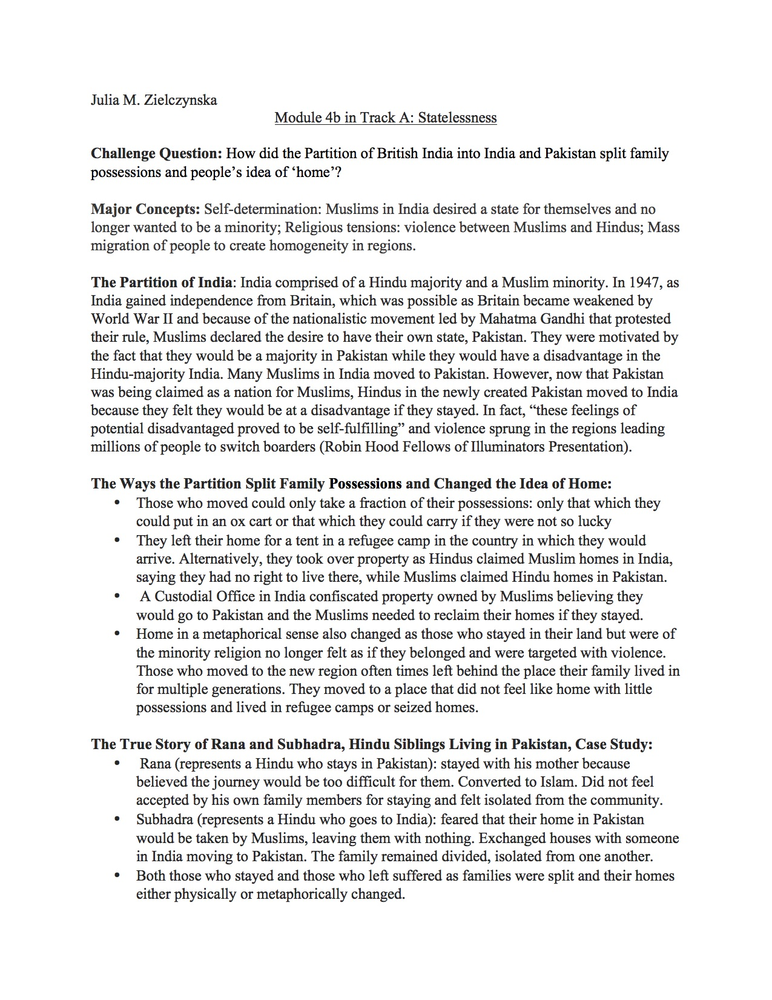 Julia M. Zielczynska
Module 4b in Track A: Statelessness
Challenge Question: How did the Partition of British India into India and Pakistan split family
possessions and people’s idea of ‘home’?
Major Concepts: Self-determination: Muslims in India desired a state for themselves and no
longer wanted to be a minority; Religious tensions: violence between Muslims and Hindus; Mass
migration of people to create homogeneity in regions.
The Partition of India: India comprised of a Hindu majority and a Muslim minority. In 1947, as
India gained independence from Britain, which was possible as Britain became weakened by
World War II and because of the nationalistic movement led by Mahatma Gandhi that protested
their rule, Muslims declared the desire to have their own state, Pakistan. They were motivated by
the fact that they would be a majority in Pakistan while they would have a disadvantage in the
Hindu-majority India. Many Muslims in India moved to Pakistan. However, now that Pakistan
was being claimed as a nation for Muslims, Hindus in the newly created Pakistan moved to India
because they felt they would be at a disadvantage if they stayed. In fact, “these feelings of
potential disadvantaged proved to be self-fulfilling” and violence sprung in the regions leading
millions of people to switch boarders (Robin Hood Fellows of Illuminators Presentation).
The Ways the Partition Split Family Possessions and Changed the Idea of Home:
• Those who moved could only take a fraction of their possessions: only that which they
could put in an ox cart or that which they could carry if they were not so lucky
• They left their home for a tent in a refugee camp in the country in which they would
arrive. Alternatively, they took over property as Hindus claimed Muslim homes in India,
saying they had no right to live there, while Muslims claimed Hindu homes in Pakistan.
• A Custodial Office in India confiscated property owned by Muslims believing they
would go to Pakistan and the Muslims needed to reclaim their homes if they stayed.
• Home in a metaphorical sense also changed as those who stayed in their land but were of
the minority religion no longer felt as if they belonged and were targeted with violence.
Those who moved to the new region often times left behind the place their family lived in
for multiple generations. They moved to a place that did not feel like home with little
possessions and lived in refugee camps or seized homes.
The True Story of Rana and Subhadra, Hindu Siblings Living in Pakistan, Case Study:
• Rana (represents a Hindu who stays in Pakistan): stayed with his mother because
believed the journey would be too difficult for them. Converted to Islam. Did not feel
accepted by his own family members for staying and felt isolated from the community.
• Subhadra (represents a Hindu who goes to India): feared that their home in Pakistan
would be taken by Muslims, leaving them with nothing. Exchanged houses with someone
in India moving to Pakistan. The family remained divided, isolated from one another.
• Both those who stayed and those who left suffered as families were split and their homes
either physically or metaphorically changed.